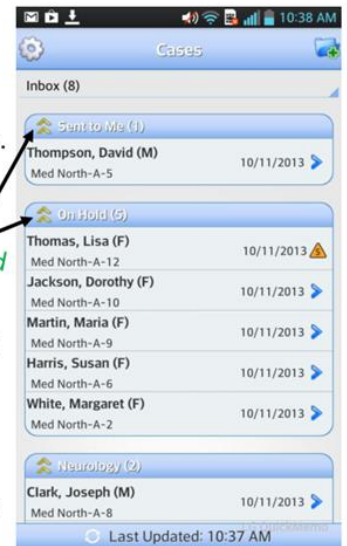 10:38 AM
Cases
Inbox (8)
Sent to Me (1)
Thompson, David (M)
10/11/2013
Med North-A-5
On Hold (5)
Thomas, Lisa (F)
10/11/2013
Med North-A-12
Jackson, Dorothy (F)
10/11/2013
Med North-A-10
Martin, Maria (F)
10/11/2013
Med North-A-9
Harris, Susan (F)
10/11/2013
Med North-A-6
White, Margaret (F)
10/11/2013
Med North-A-2
Neurology (2)
Clark, Joseph (M)
10/11/2013
Med North-A-8
Last Updated: 10:37 AM
QuickMemo